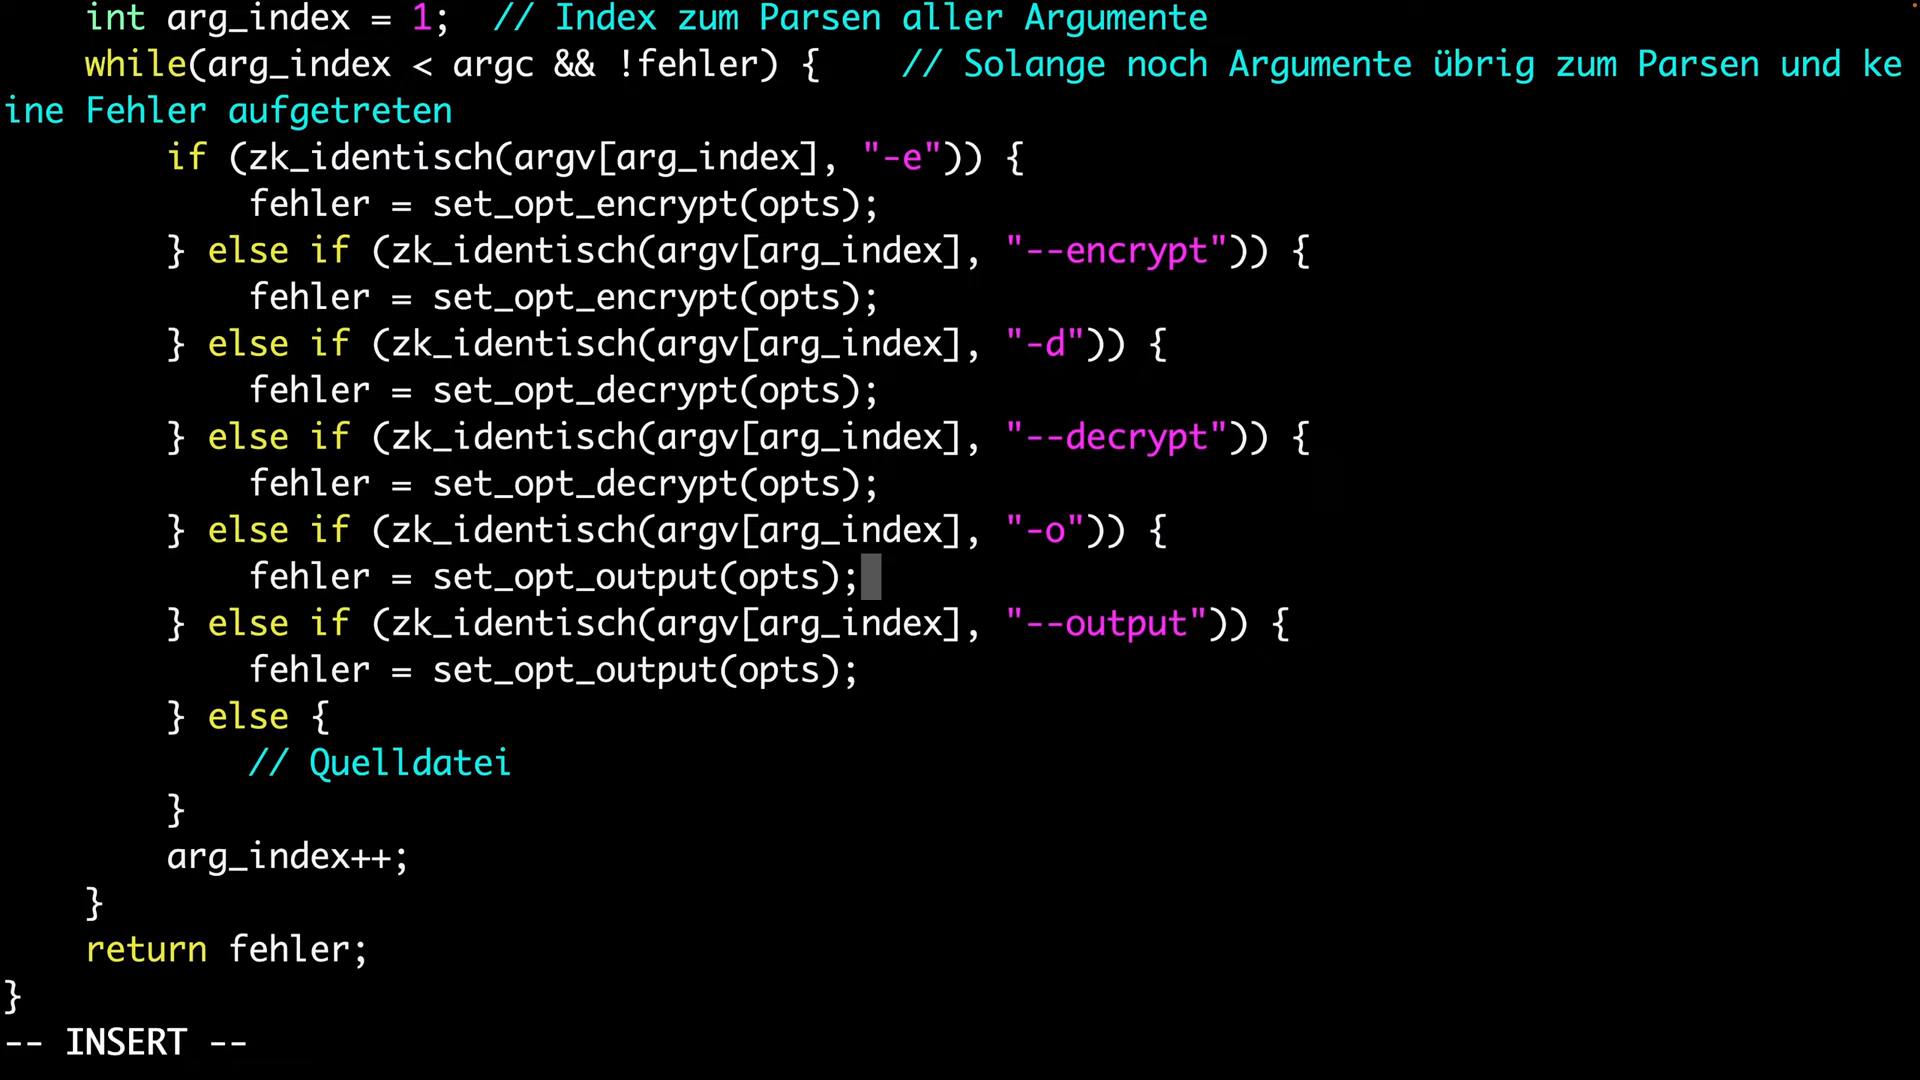 int arg_index = 1;  // Index zum Parsen aller Argumente
    while(arg_index < argc && !fehler) {    // Solange noch Argumente übrig zum Parsen und ke
ine Fehler aufgetreten
        if (zk_identisch(argv[arg_index], "-e")) {
            fehler = set_opt_encrypt(opts);
        } else if (zk_identisch(argv[arg_index], "--encrypt")) {
            fehler = set_opt_encrypt(opts);
        } else if (zk_identisch(argv[arg_index], "-d")) {
            fehler = set_opt_decrypt(opts);
        } else if (zk_identisch(argv[arg_index], "--decrypt")) {
            fehler = set_opt_decrypt(opts);
        } else if (zk_identisch(argv[arg_index], "-o")) {
            fehler = set_opt_output(opts);
        } else if (zk_identisch(argv[arg_index], "--output")) {
            fehler = set_opt_output(opts);
        } else {
            // Quelldatei
        }
        arg_index++;
    }
    return fehler;
}
-- INSERT --